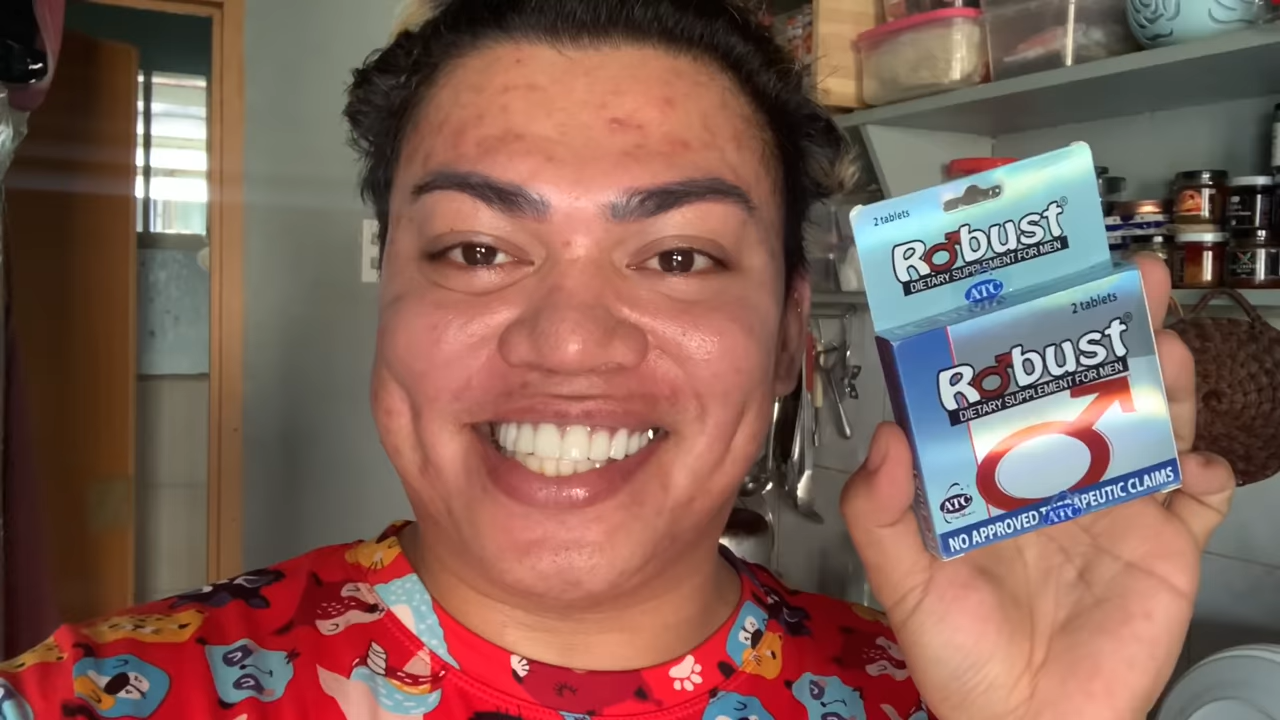 2 tablets
Robust®
DIETARY SUPPLEMENT FOR MEN
ATC
2 tablets
Robust®
DIETARY SUPPLEMENT FOR MEN
ATC
NO APPROVED THERAPEUTIC CLAIMS
ATC